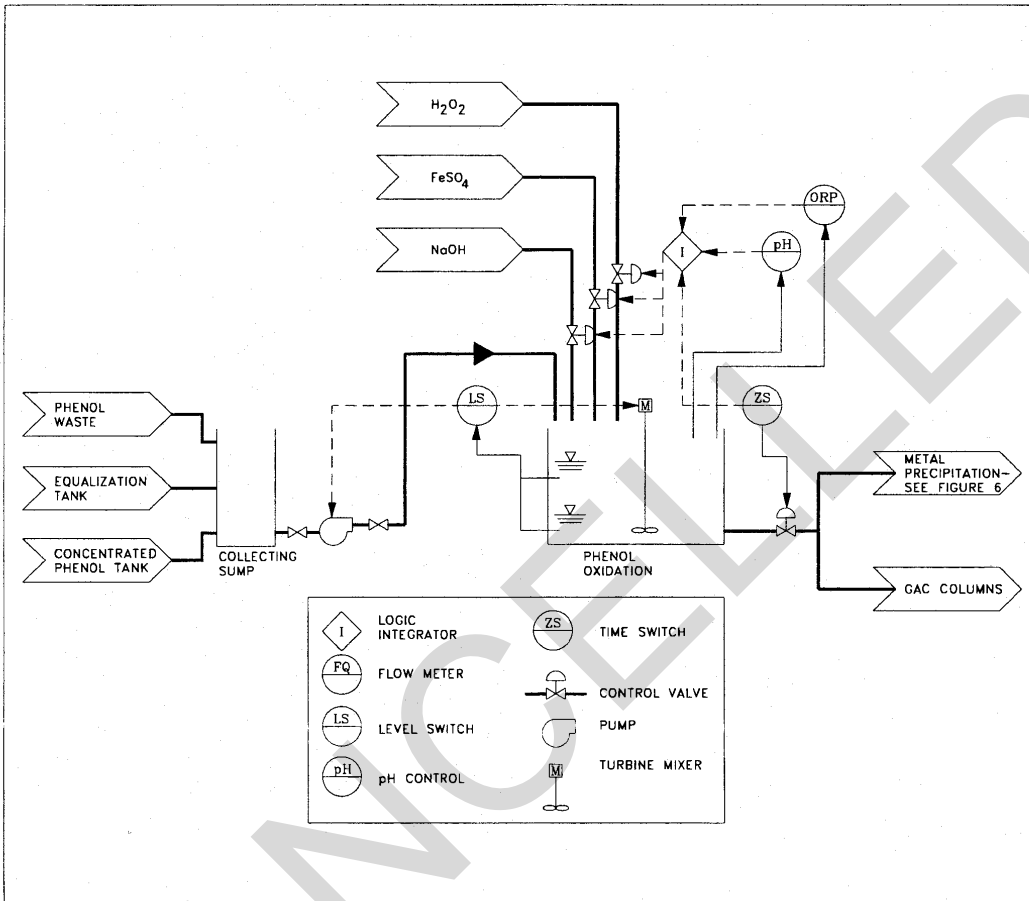 H2O2
FeSO4
NaOH
ORP
pH
I
LS
M
ZS
PHENOL
WASTE
EQUALIZATION
TANK
CONCENTRATED
PHENOL TANK
COLLECTING
SUMP
PHENOL
OXIDATION
METAL
PRECIPITATION-
SEE FIGURE 6
GAC COLUMNS
I
LOGIC
INTEGRATOR
FQ
FLOW METER
LS
LEVEL SWITCH
pH
pH CONTROL
ZS
TIME SWITCH
CONTROL VALVE
PUMP
M
TURBINE MIXER
NCELLED